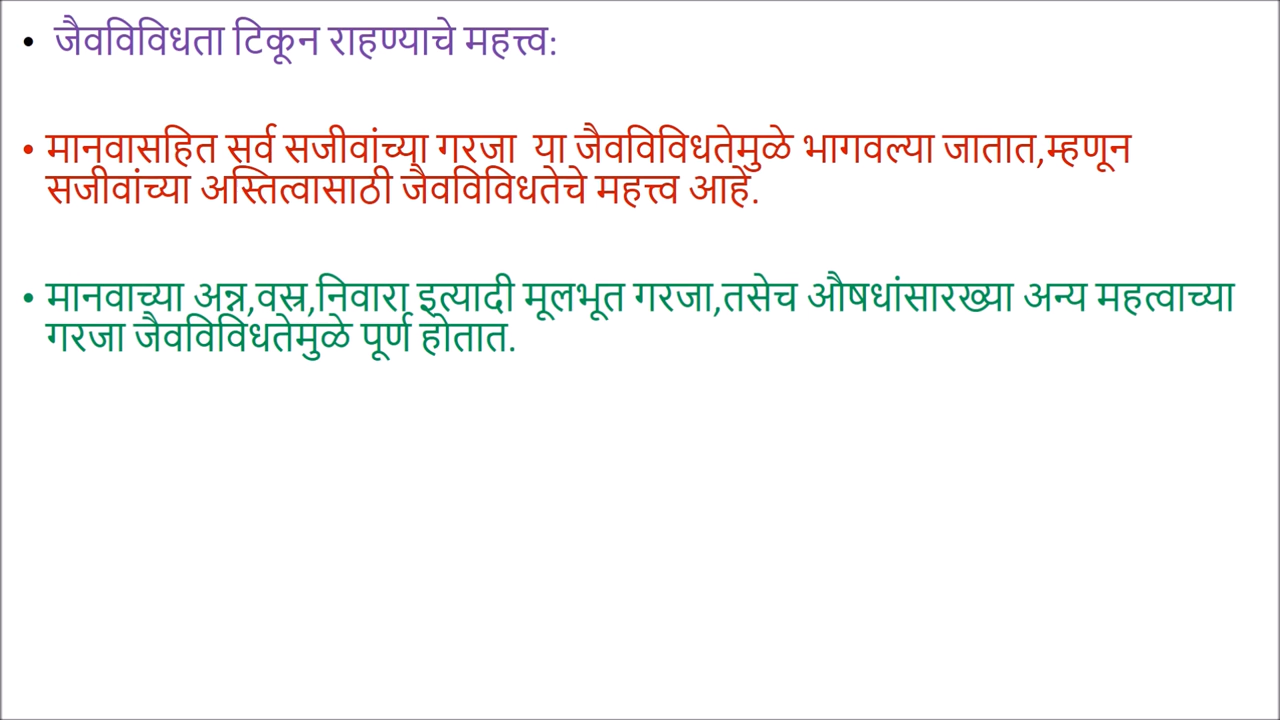 • जैवविविधता टिकून राहण्याचे महत्त्व:
• मानवासहित सर्व सजीवांच्या गरजा या जैवविविधतेमुळे भागवल्या जातात,म्हणून
सजीवांच्या अस्तित्वासाठी जैवविविधतेचे महत्त्व आहे.
• मानवाच्या अन्न,वस्र,निवारा इत्यादी मूलभूत गरजा,तसेच औषधांसारख्या अन्य महत्वाच्या
गरजा जैवविविधतेमुळे पूर्ण होतात.